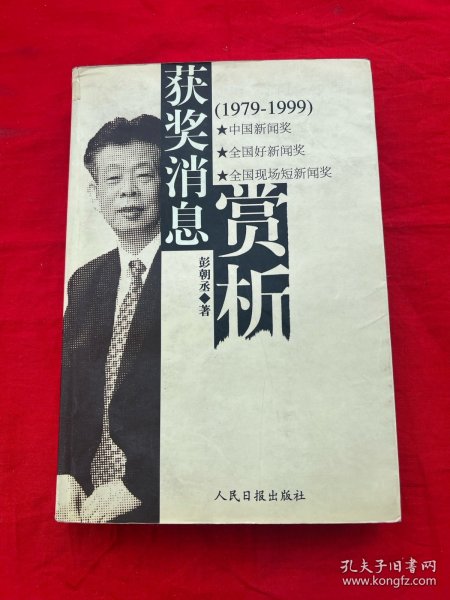 获奖消息
赏析
(1979-1999)
★中国新闻奖
★全国好新闻奖
★全国现场短新闻奖
彭朝丞◆著
人民日报出版社
孔夫子旧书网
www.kongfz.com